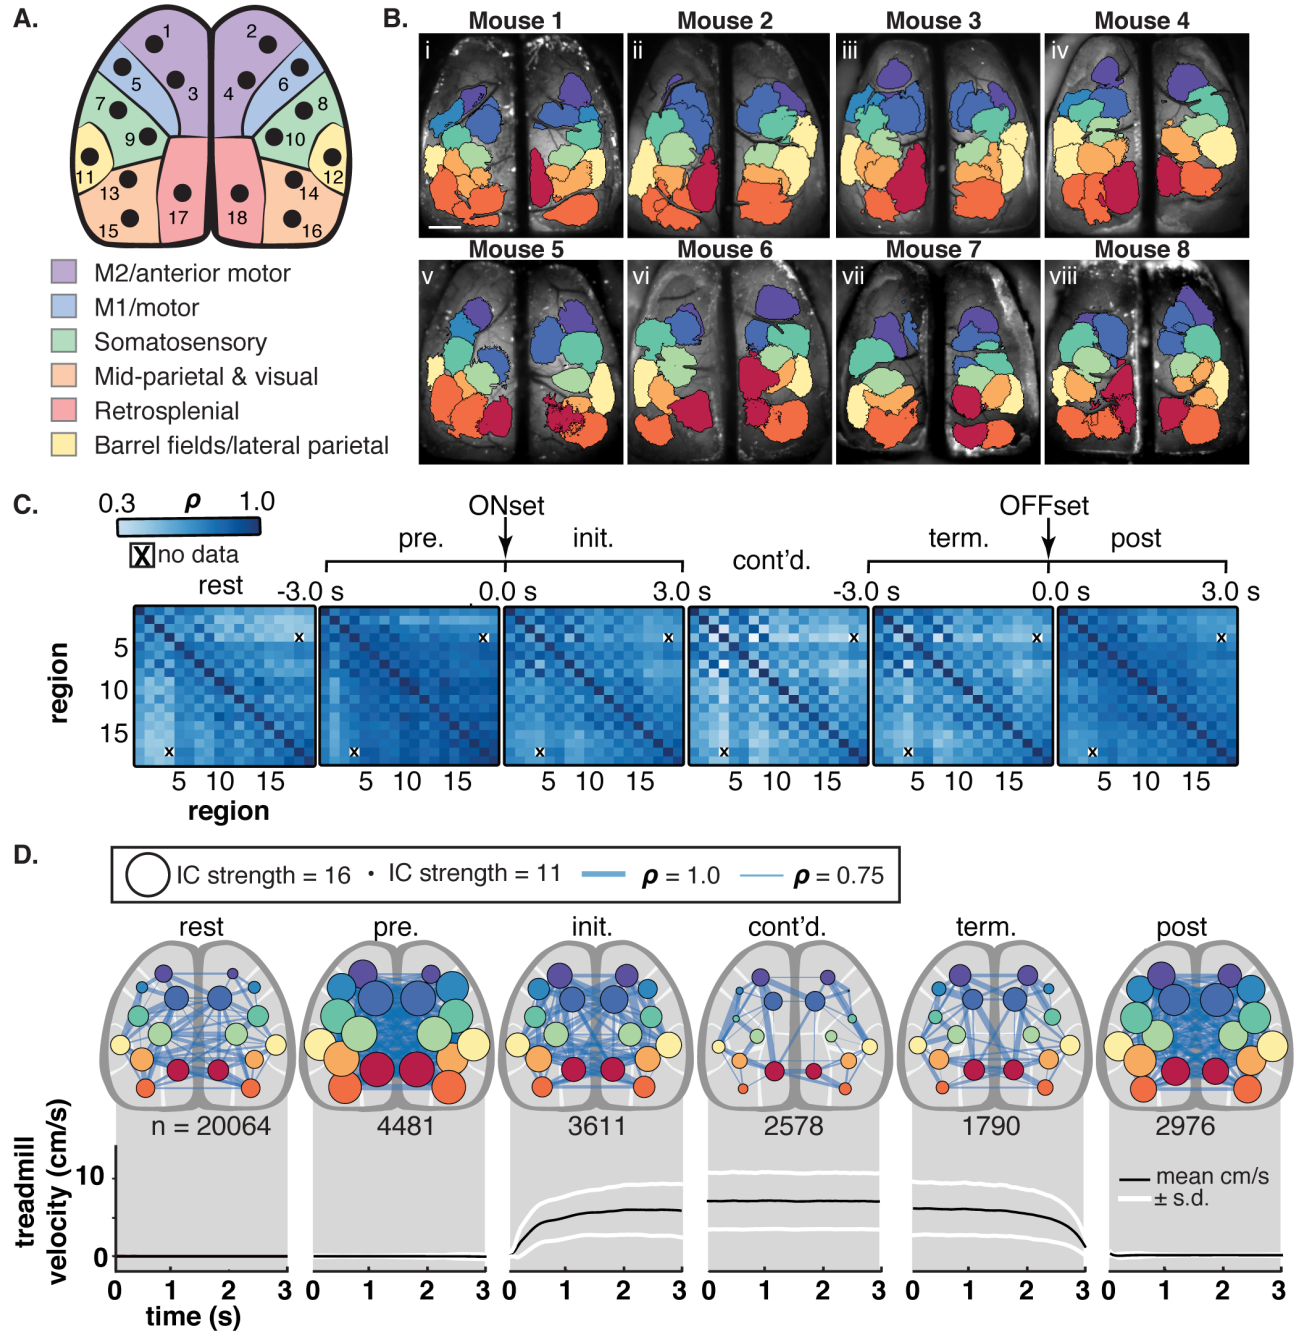 A.
1 2
3 4
5 6
7 8
9 10
11 12
13 14
15 16
17 18
M2/anterior motor
M1/motor
Somatosensory
Mid-parietal & visual
Retrosplenial
Barrel fields/lateral parietal
B.
Mouse 1 Mouse 2 Mouse 3 Mouse 4
i ii iii iv
Mouse 5 Mouse 6 Mouse 7 Mouse 8
v vi vii viii
C.
0.3 ρ 1.0
X no data
ONset OFFset
pre. init. cont'd. term. post
rest
-3.0 s 0.0 s 3.0 s -3.0 s 0.0 s 3.0 s
region
5
10
15
x x x x x x
x x x x x x
5 10 15 5 10 15 5 10 15 5 10 15 5 10 15 5 10 15
region
D.
IC strength = 16 IC strength = 11 ρ = 1.0 ρ = 0.75
rest pre. init. cont'd. term. post
n = 20064 4481 3611 2578 1790 2976
treadmill
velocity (cm/s)
10
0
mean cm/s
± s.d.
0 1 2 3 0 1 2 3 0 1 2 3 0 1 2 3 0 1 2 3 0 1 2 3
time (s)